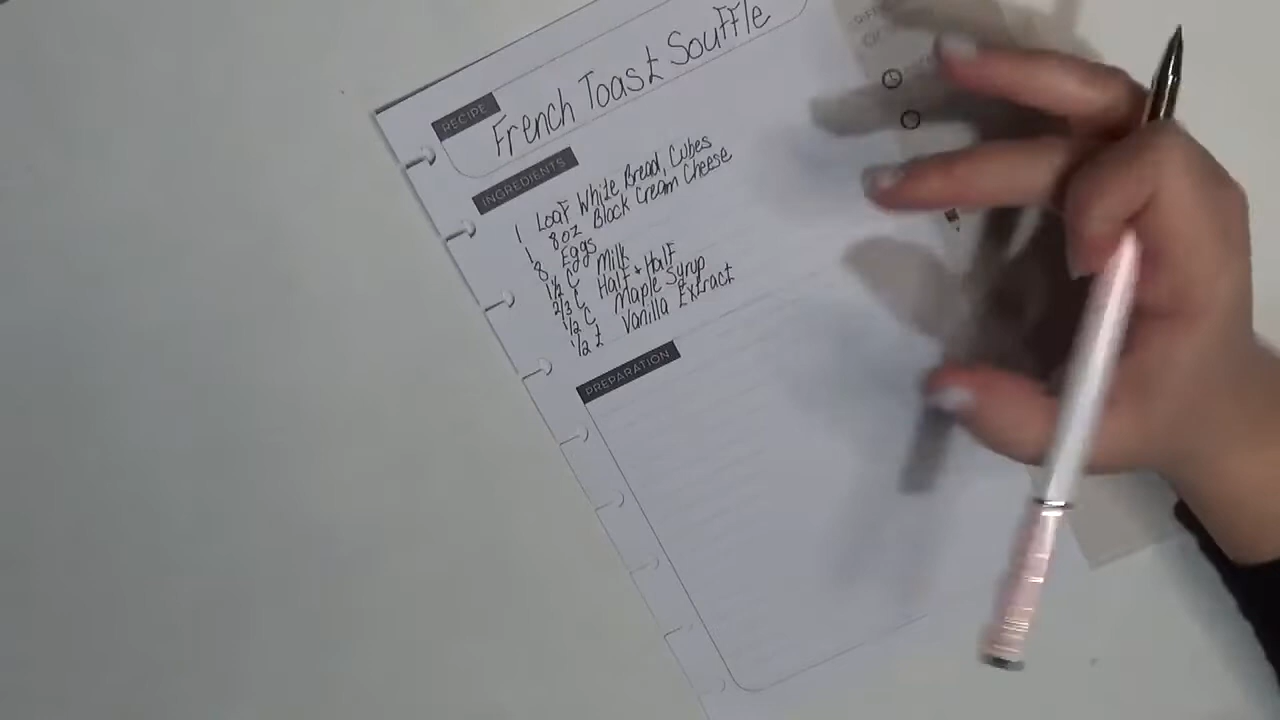 RECIPE
French Toast Souffle
INGREDIENTS
1 Loaf White Bread, Cubes
1 8oz Block Cream Cheese
8 Eggs
1½ C Milk
2/3 C Half + Half
1/2 C Maple Syrup
1/2 t Vanilla Extract
PREPARATION